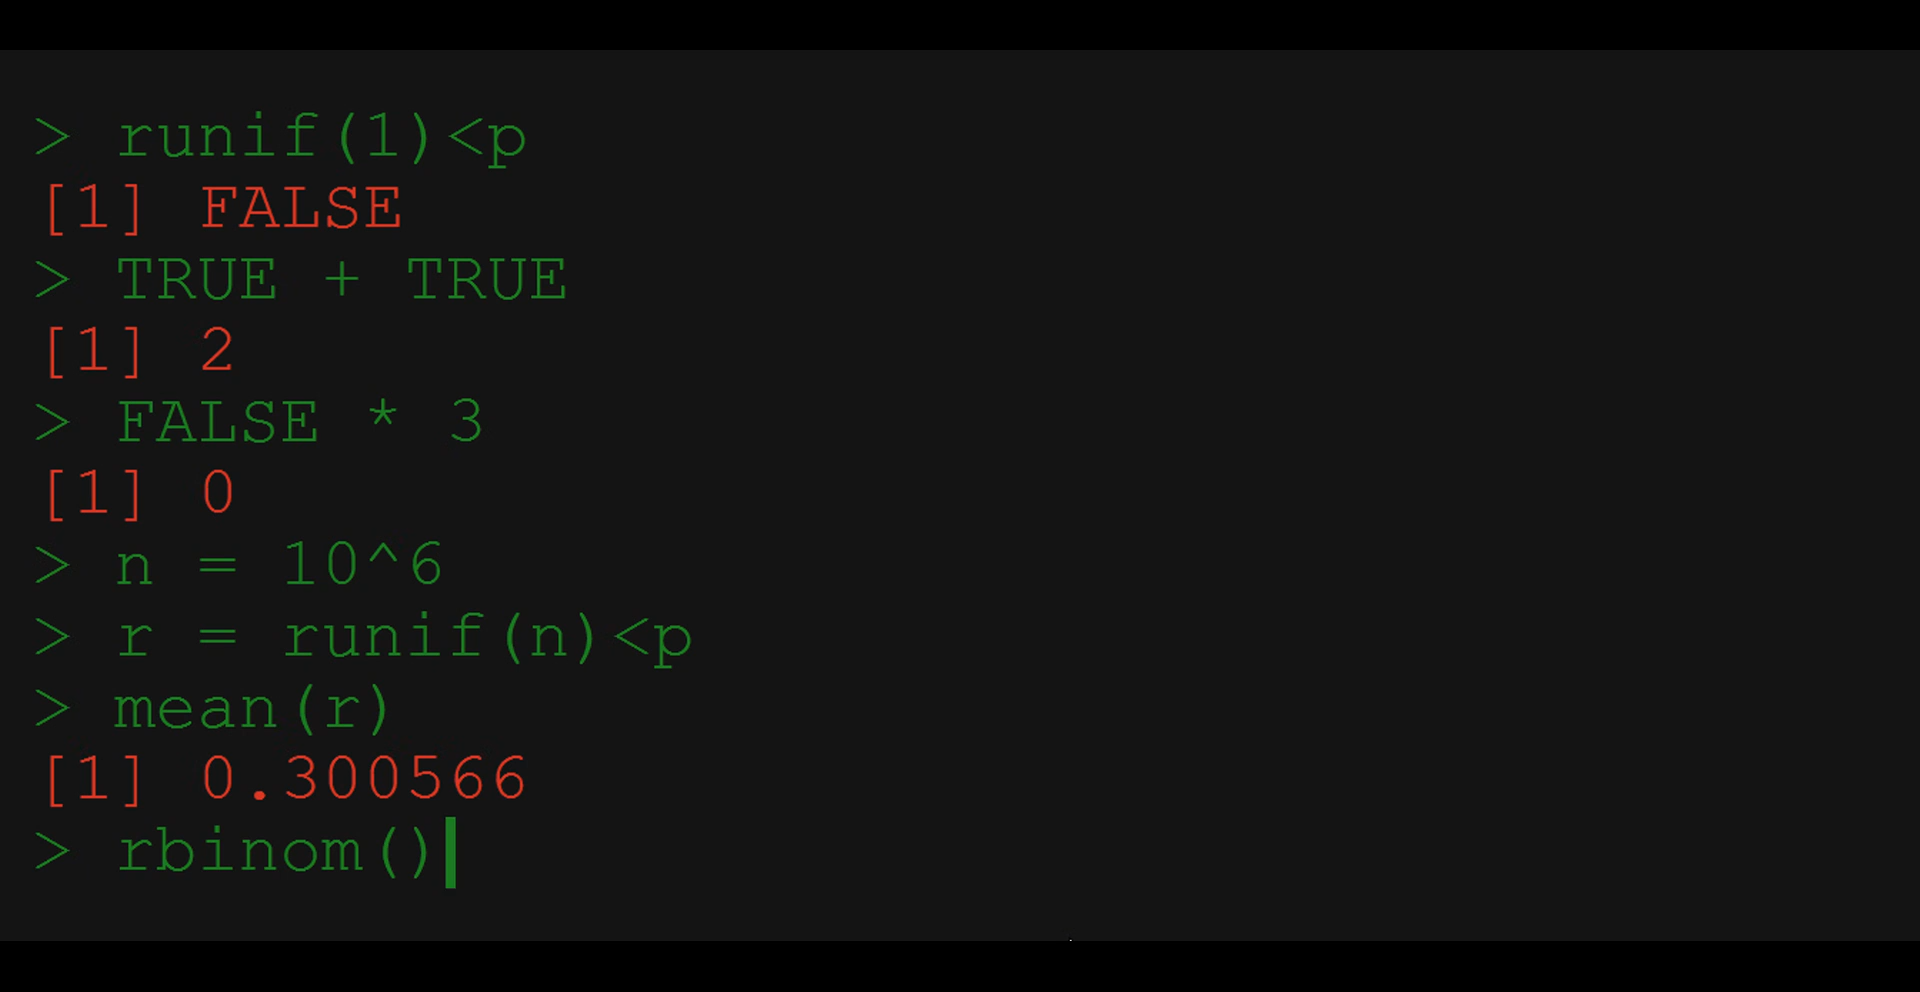 > runif(1)<p
[1] FALSE
> TRUE + TRUE
[1] 2
> FALSE * 3
[1] 0
> n = 10^6
> r = runif(n)<p
> mean(r)
[1] 0.300566
> rbinom()